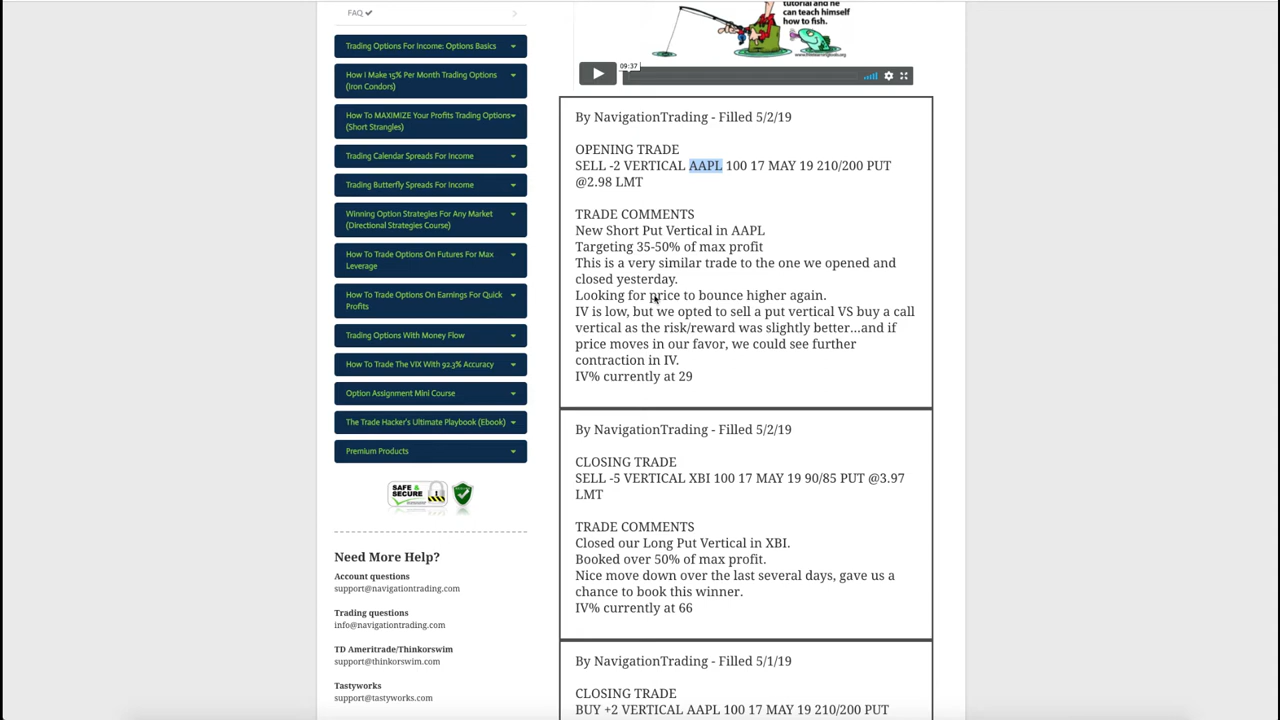 FAQ
Trading Options For Income: Options Basics
How I Make 15% Per Month Trading Options
(Iron Condors)
How To MAXIMIZE Your Profits Trading Options
(Short Strangles)
Trading Calendar Spreads For Income
Trading Butterfly Spreads For Income
Winning Option Strategies For Any Market
(Directional Strategies Course)
How To Trade Options On Futures For Max
Leverage
How To Trade Options On Earnings For Quick
Profits
Trading Options With Money Flow
How To Trade The VIX With 92.3% Accuracy
Option Assignment Mini Course
The Trade Hacker's Ultimate Playbook (Ebook)
Premium Products
SAFE &
SECURE
Need More Help?
Account questions
support@navigationtrading.com
Trading questions
info@navigationtrading.com
TD Ameritrade/Thinkorswim
support@thinkorswim.com
Tastyworks
support@tastyworks.com
tutorial and he
can teach himself
how to fish.
09:37
By NavigationTrading - Filled 5/2/19
OPENING TRADE
SELL -2 VERTICAL AAPL 100 17 MAY 19 210/200 PUT
@2.98 LMT
TRADE COMMENTS
New Short Put Vertical in AAPL
Targeting 35-50% of max profit
This is a very similar trade to the one we opened and
closed yesterday.
Looking for price to bounce higher again.
IV is low, but we opted to sell a put vertical VS buy a call
vertical as the risk/reward was slightly better...and if
price moves in our favor, we could see further
contraction in IV.
IV% currently at 29
By NavigationTrading - Filled 5/2/19
CLOSING TRADE
SELL -5 VERTICAL XBI 100 17 MAY 19 90/85 PUT @3.97
LMT
TRADE COMMENTS
Closed our Long Put Vertical in XBI.
Booked over 50% of max profit.
Nice move down over the last several days, gave us a
chance to book this winner.
IV% currently at 66
By NavigationTrading - Filled 5/1/19
CLOSING TRADE
BUY +2 VERTICAL AAPL 100 17 MAY 19 210/200 PUT